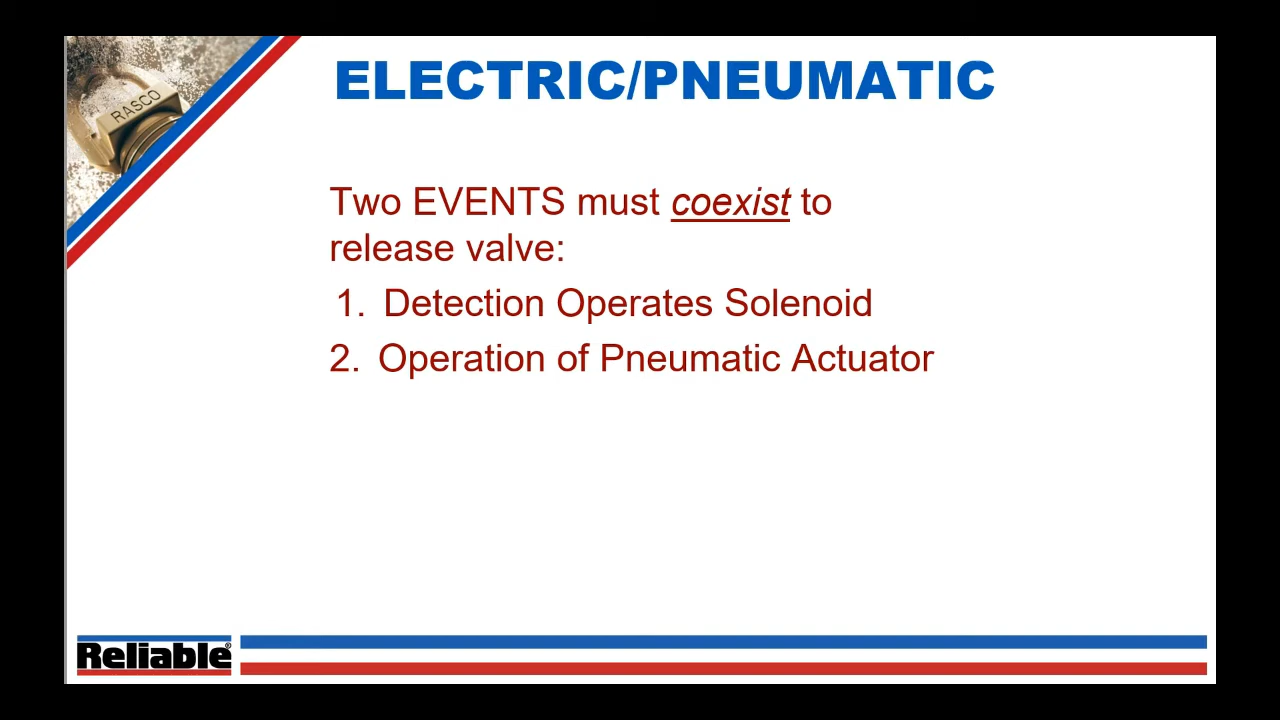 RASCO
ELECTRIC/PNEUMATIC
Two EVENTS must coexist to
release valve:
1. Detection Operates Solenoid
2. Operation of Pneumatic Actuator
Reliable®